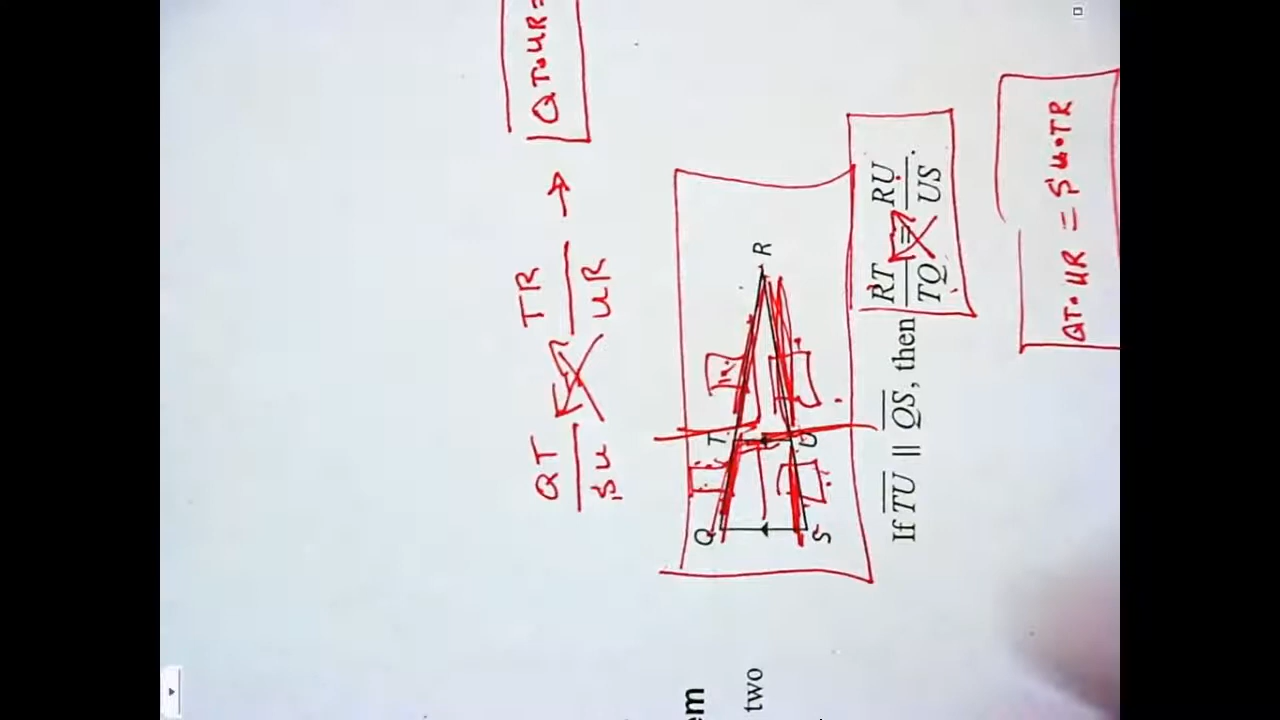 QT·UR=
QT/SU TR/UR →
Q T R
S U
If TU || QS, then RT/TQ = RU/US.
QT·UR = SU·TR
em
two